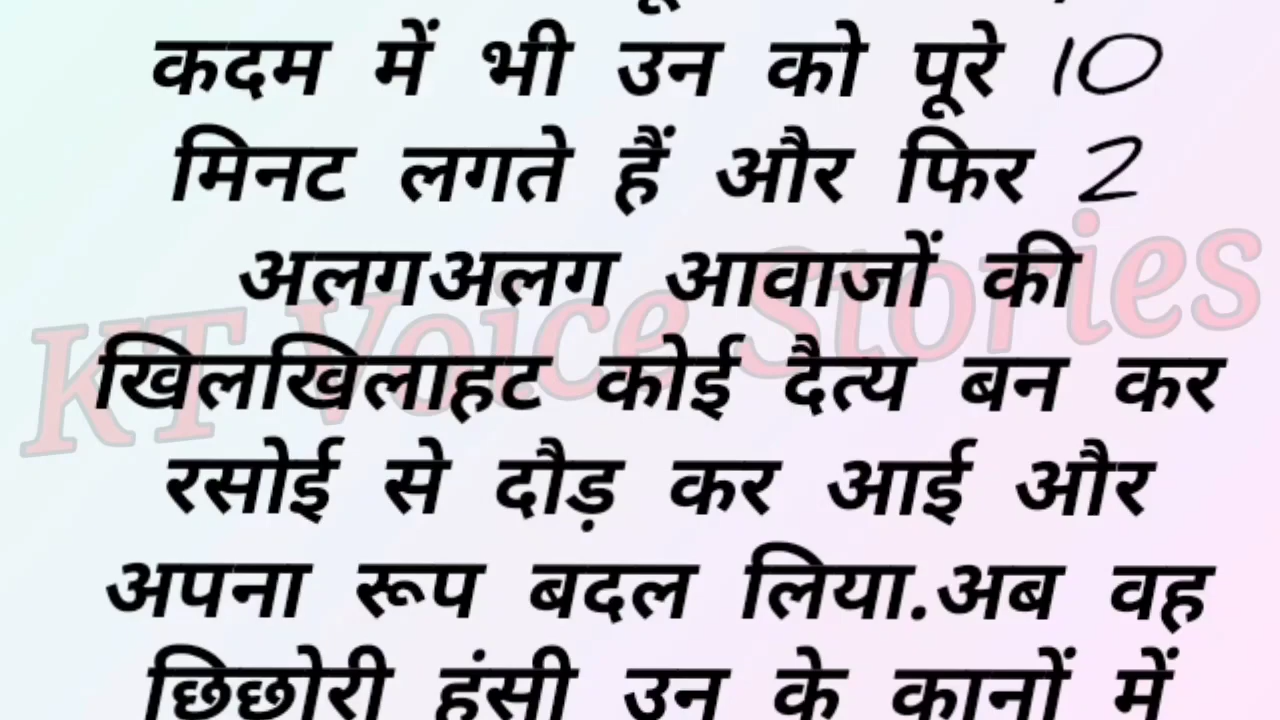 कदम में भी उन को पूरे 10
मिनट लगते हैं और फिर 2
अलगअलग आवाजों की
खिलखिलाहट कोई दैत्य बन कर
रसोई से दौड़ कर आई और
अपना रूप बदल लिया.अब वह
छिछोरी हंसी उन के कानों में
KT Voice Stories